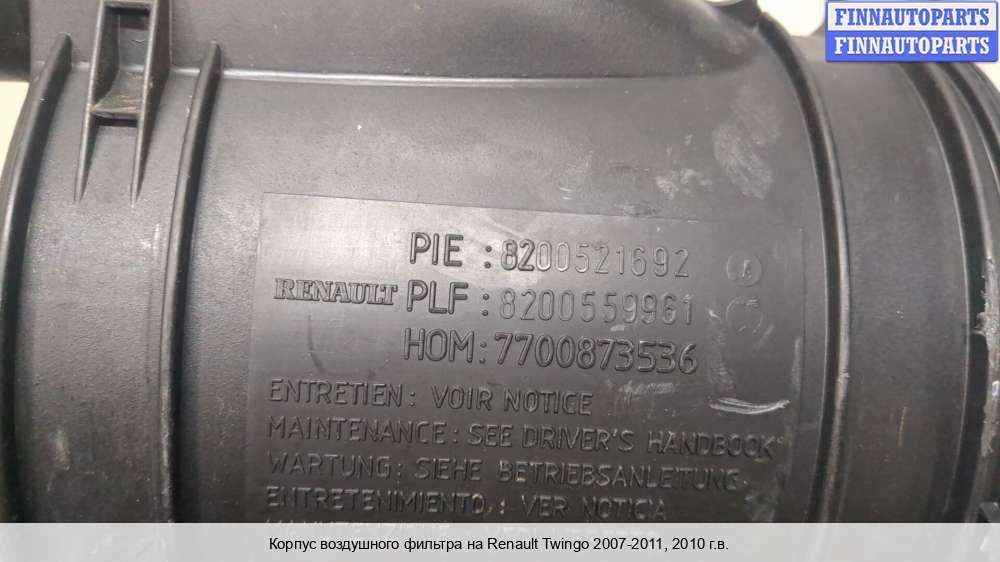 FINNAUTOPARTS
FINNAUTOPARTS
PIE : 8200521692 A
RENAULT PLF : 8200559961
HOM : 7700873536
ENTRETIEN : VOIR NOTICE
MAINTENANCE : SEE DRIVER'S HANDBOOK
WARTUNG : SIEHE BETRIEBSANLEITUNG
ENTRETENIMIENTO, : VER NOTICIA
Корпус воздушного фильтра на Renault Twingo 2007-2011, 2010 г.в.